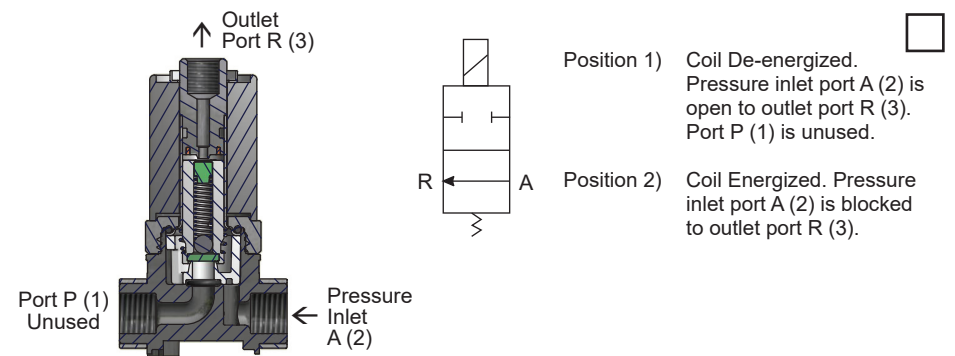 Outlet
Port R (3)
Port P (1)
Unused
Pressure
Inlet
A (2)
R
A
Position 1)
Coil De-energized.
Pressure inlet port A (2) is
open to outlet port R (3).
Port P (1) is unused.
Position 2)
Coil Energized. Pressure
inlet port A (2) is blocked
to outlet port R (3).